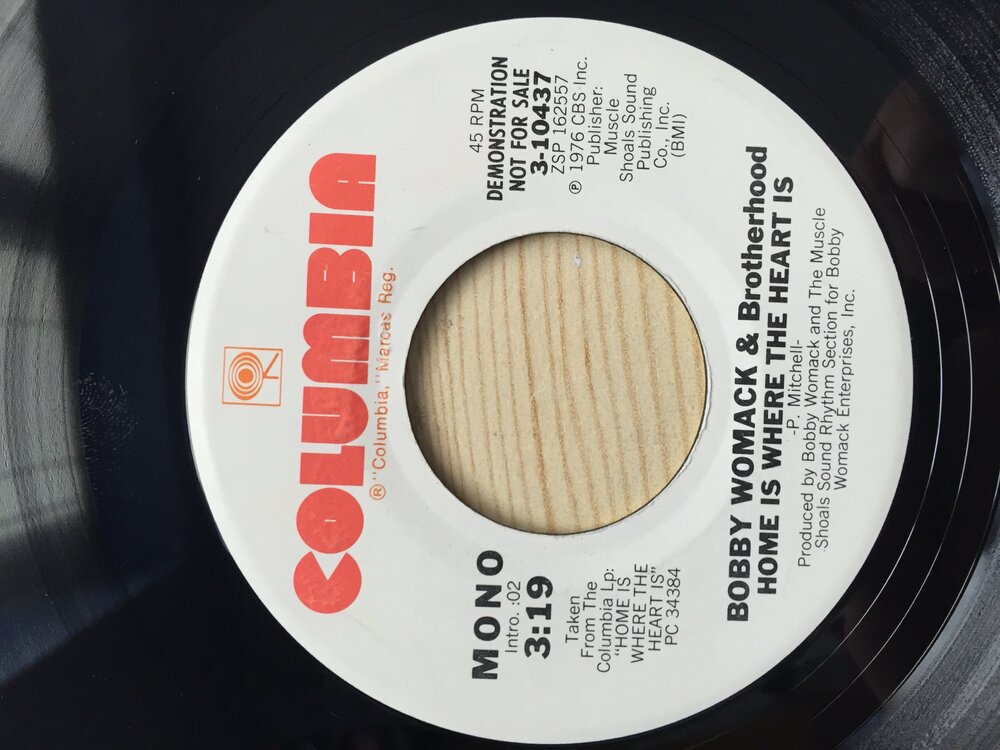 COLUMBIA
® "Columbia," Marcas Reg.
MONO
Intro. :02
3:19
Taken
From The
Columbia Lp:
"HOME IS
WHERE THE
HEART IS"
PC 34384
45 RPM
DEMONSTRATION
NOT FOR SALE
3-10437
ZSP 162557
℗ 1976 CBS Inc.
Publisher:
Muscle
Shoals Sound
Publishing
Co., Inc.
(BMI)
BOBBY WOMACK & Brotherhood
HOME IS WHERE THE HEART IS
-P. Mitchell-
Produced by Bobby Womack and The Muscle
Shoals Sound Rhythm Section for Bobby
Womack Enterprises, Inc.